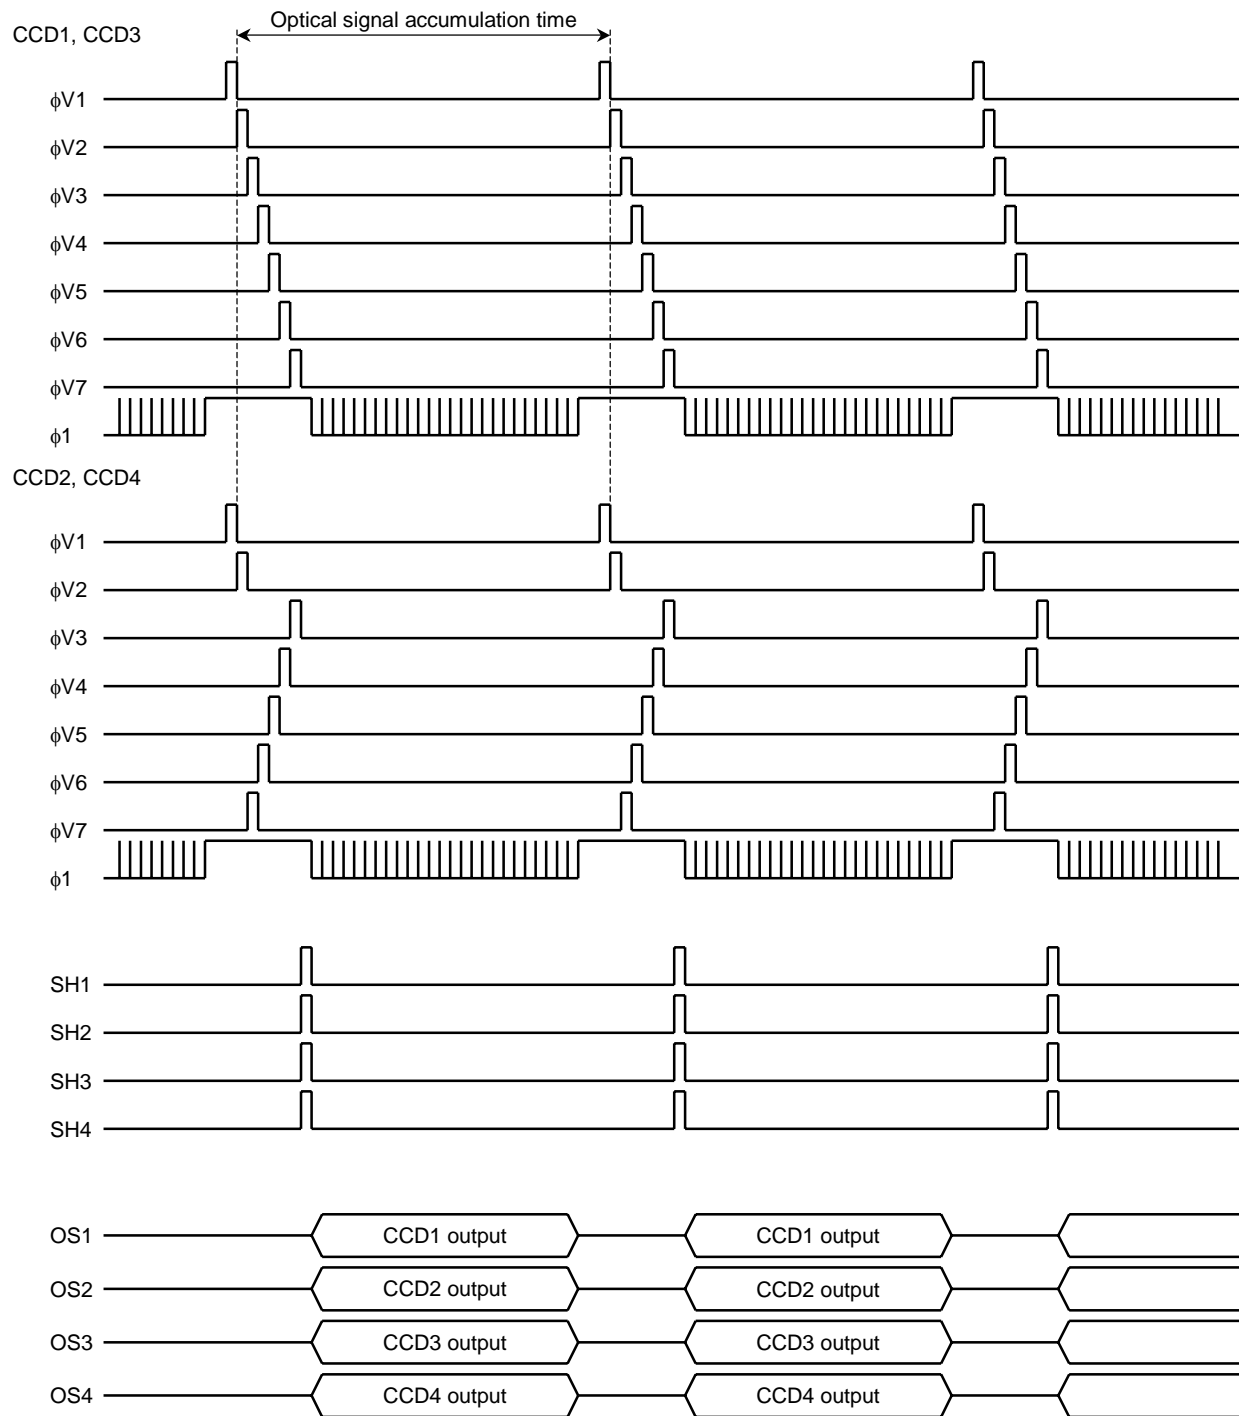 Optical signal accumulation time
CCD1, CCD3
ϕV1
ϕV2
ϕV3
ϕV4
ϕV5
ϕV6
ϕV7
ϕ1
CCD2, CCD4
ϕV1
ϕV2
ϕV3
ϕV4
ϕV5
ϕV6
ϕV7
ϕ1
SH1
SH2
SH3
SH4
OS1 CCD1 output CCD1 output
OS2 CCD2 output CCD2 output
OS3 CCD3 output CCD3 output
OS4 CCD4 output CCD4 output